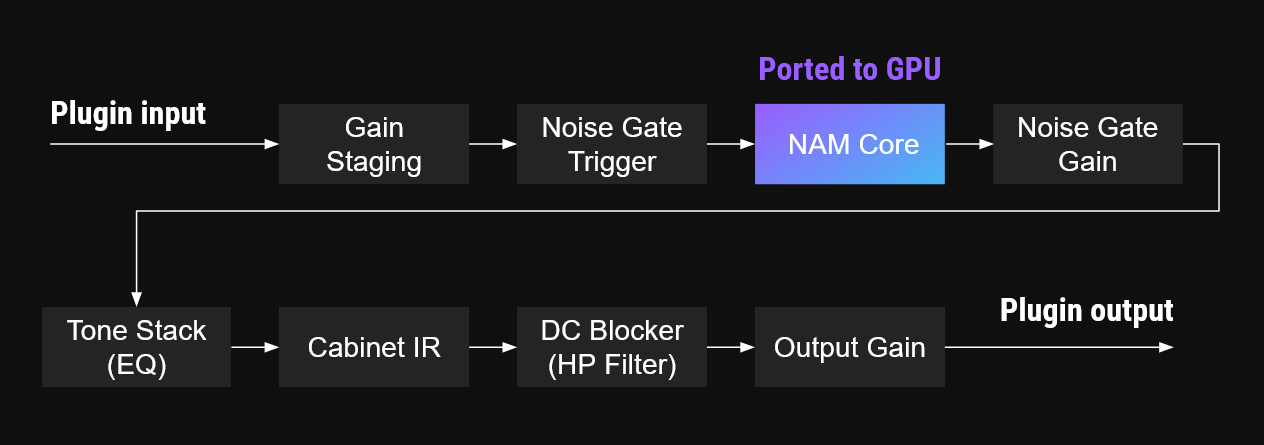 Ported to GPU
Plugin input
Gain
Staging
Noise Gate
Trigger
NAM Core
Noise Gate
Gain
Tone Stack
(EQ)
Cabinet IR
DC Blocker
(HP Filter)
Output Gain
Plugin output